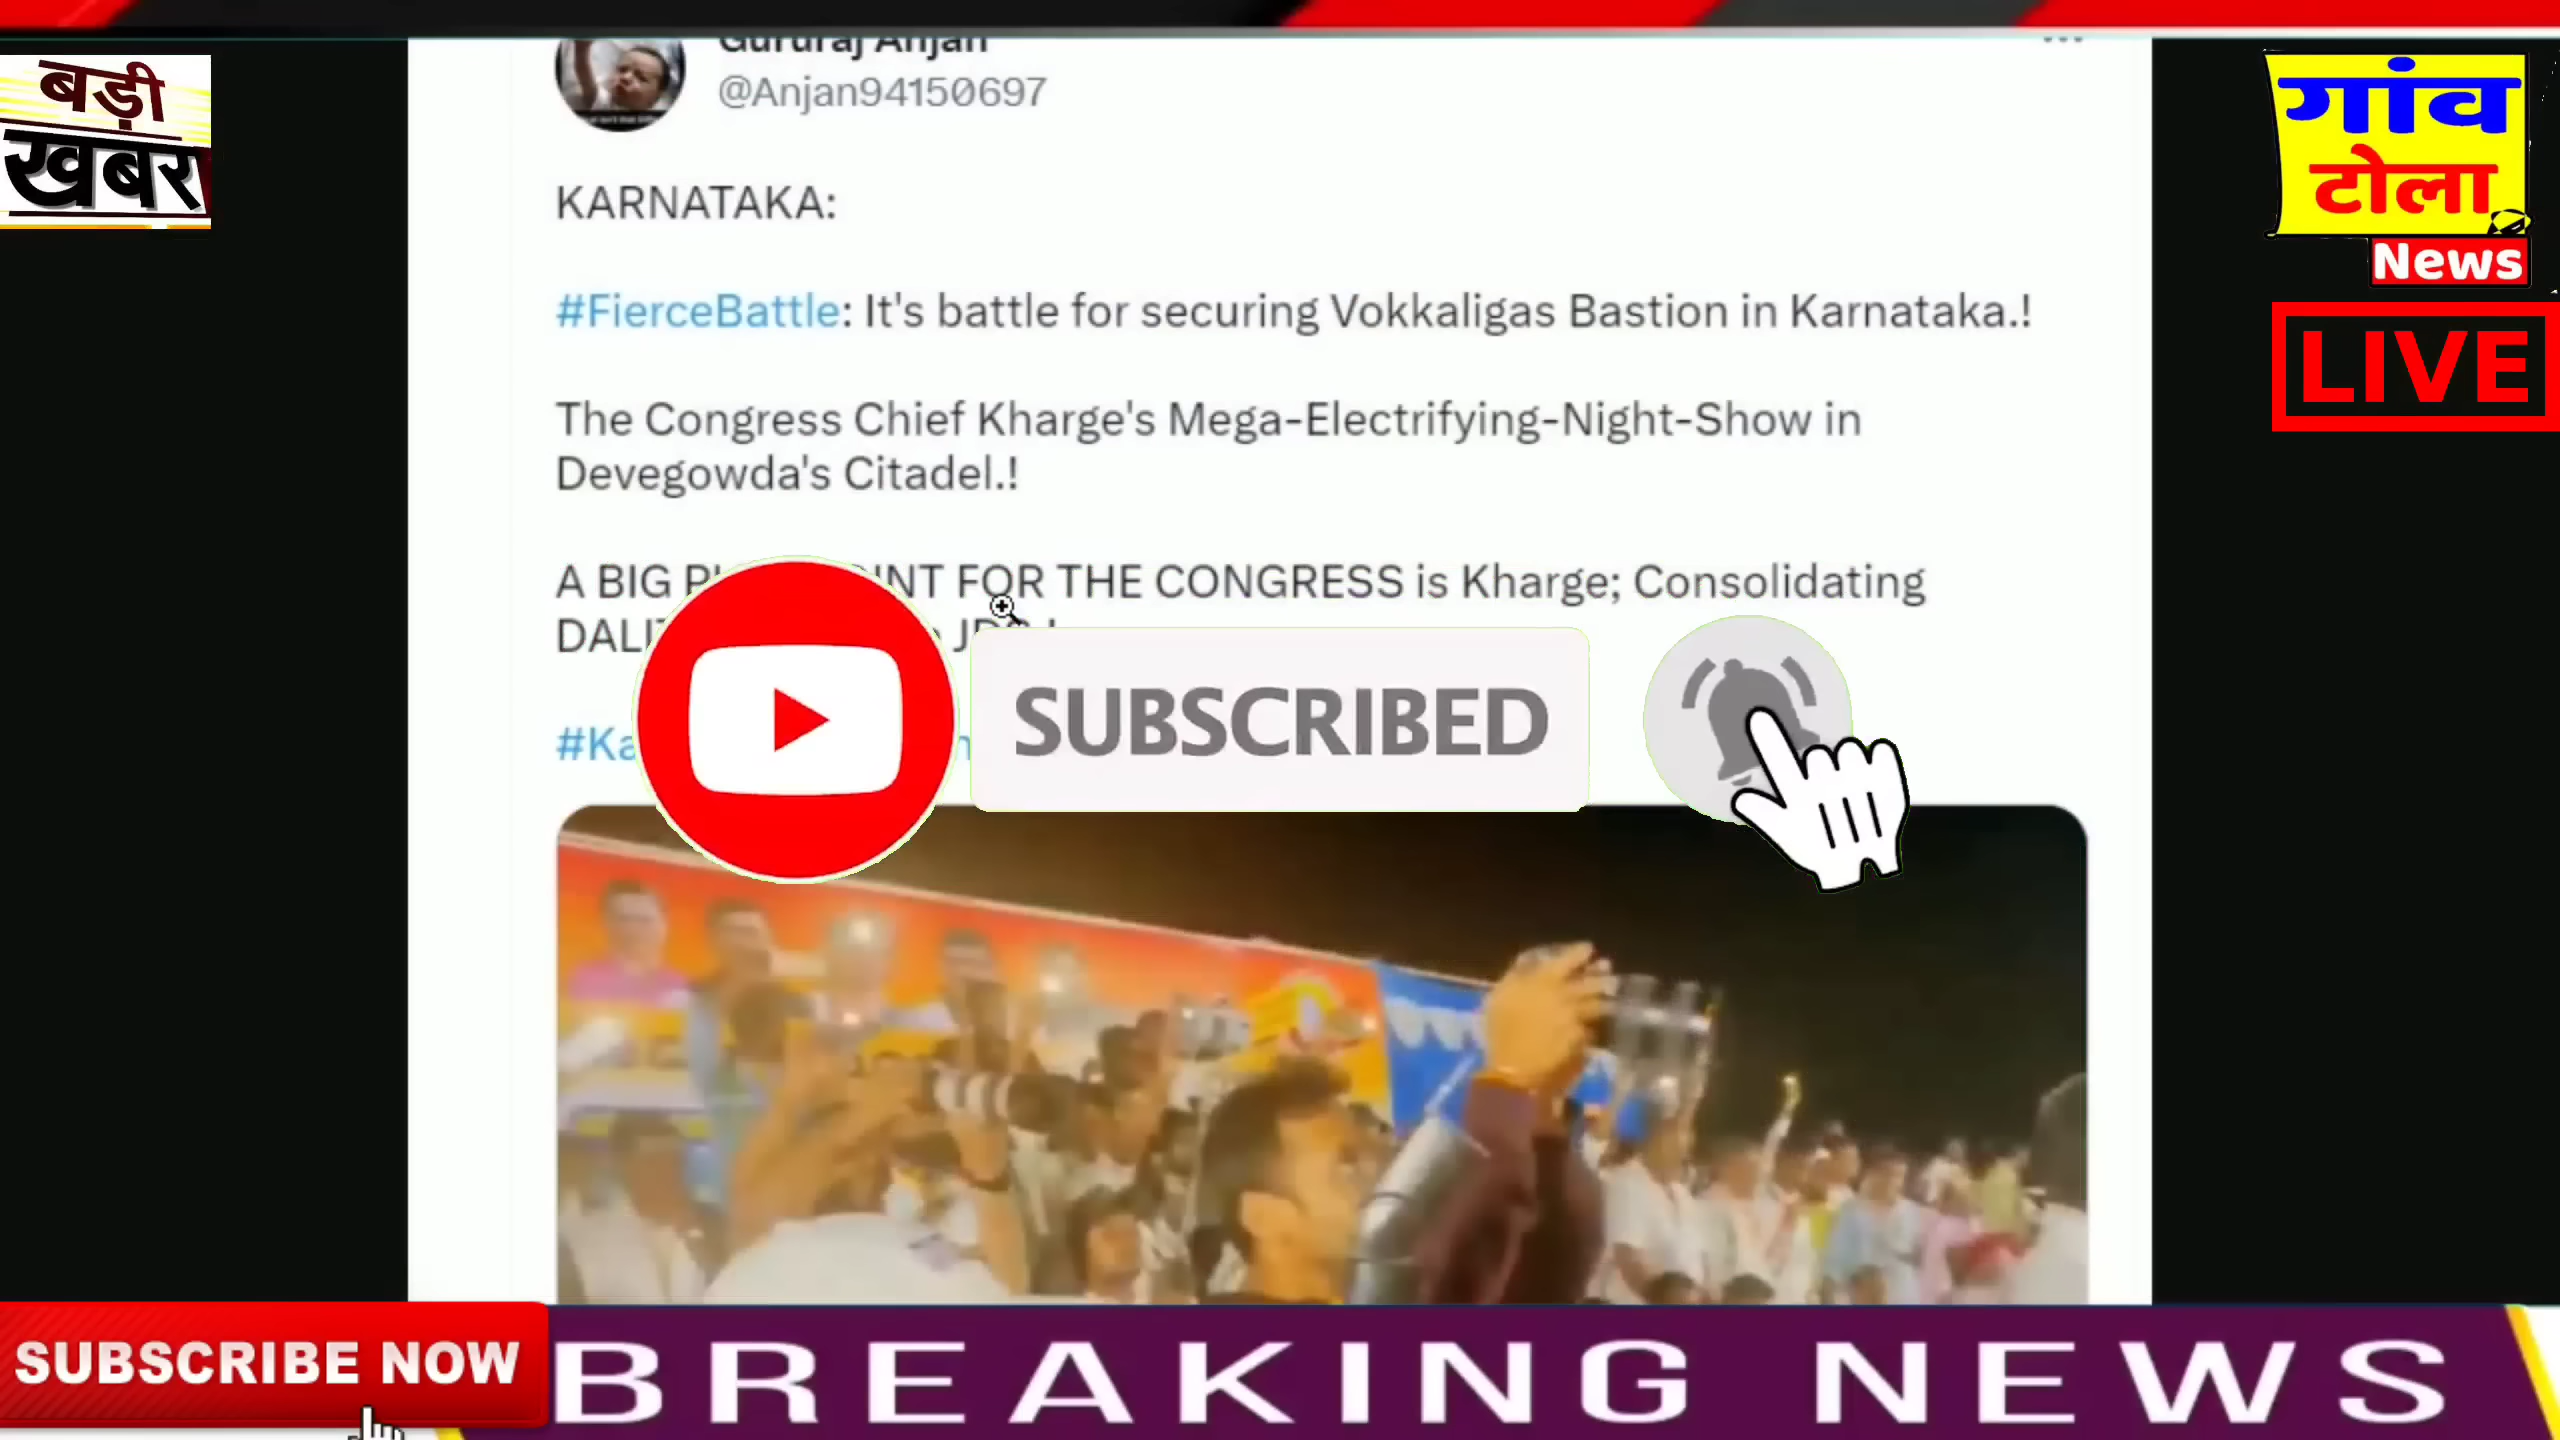 बड़ी
खबर
Gururaj Anjan
@Anjan94150697
गांव
टोला
News
LIVE
KARNATAKA:
#FierceBattle: It's battle for securing Vokkaligas Bastion in Karnataka.!
The Congress Chief Kharge's Mega-Electrifying-Night-Show in
Devegowda's Citadel.!
A BIG FOR THE CONGRESS is Kharge; Consolidating
SUBSCRIBED
SUBSCRIBE NOW
BREAKING NEWS